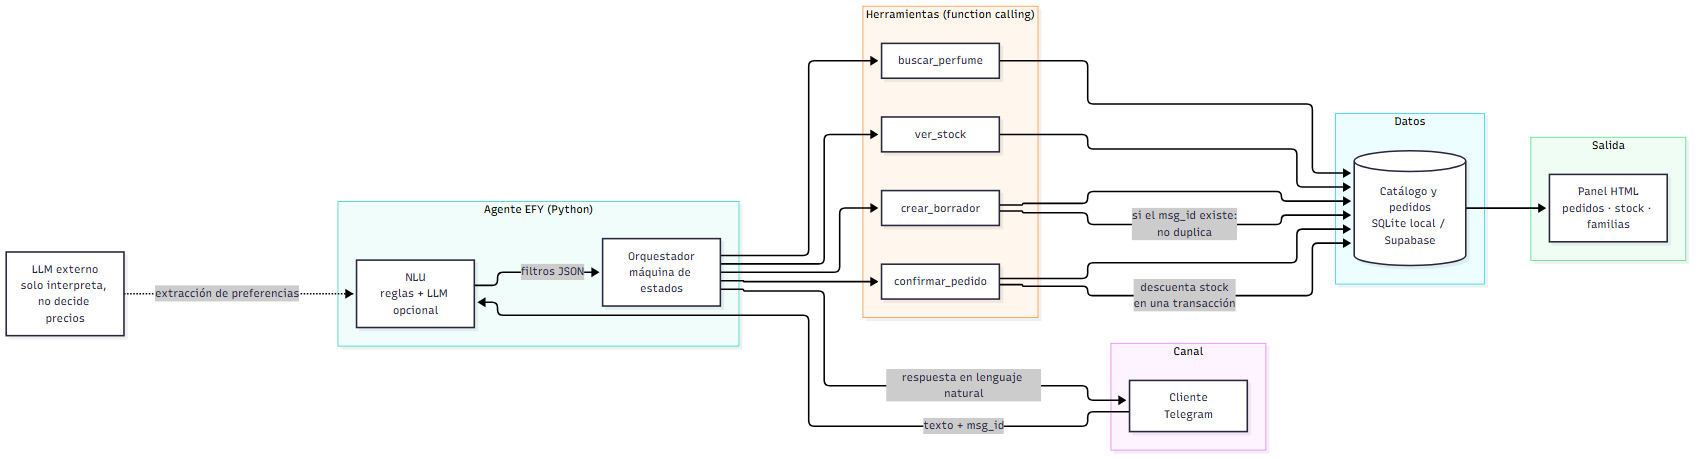 Herramientas (function calling)
buscar_perfume
ver_stock
crear_borrador
confirmar_pedido
si el msg_id existe:
no duplica
descuenta stock
en una transacción
Datos
Catálogo y
pedidos
SQLite local /
Supabase
Salida
Panel HTML
pedidos · stock ·
familias
Agente EFY (Python)
Orquestador
máquina de
estados
filtros JSON
NLU
reglas + LLM
opcional
LLM externo
solo interpreta,
no decide
precios
extracción de preferencias
Canal
Cliente
Telegram
respuesta en lenguaje
natural
texto + msg_id